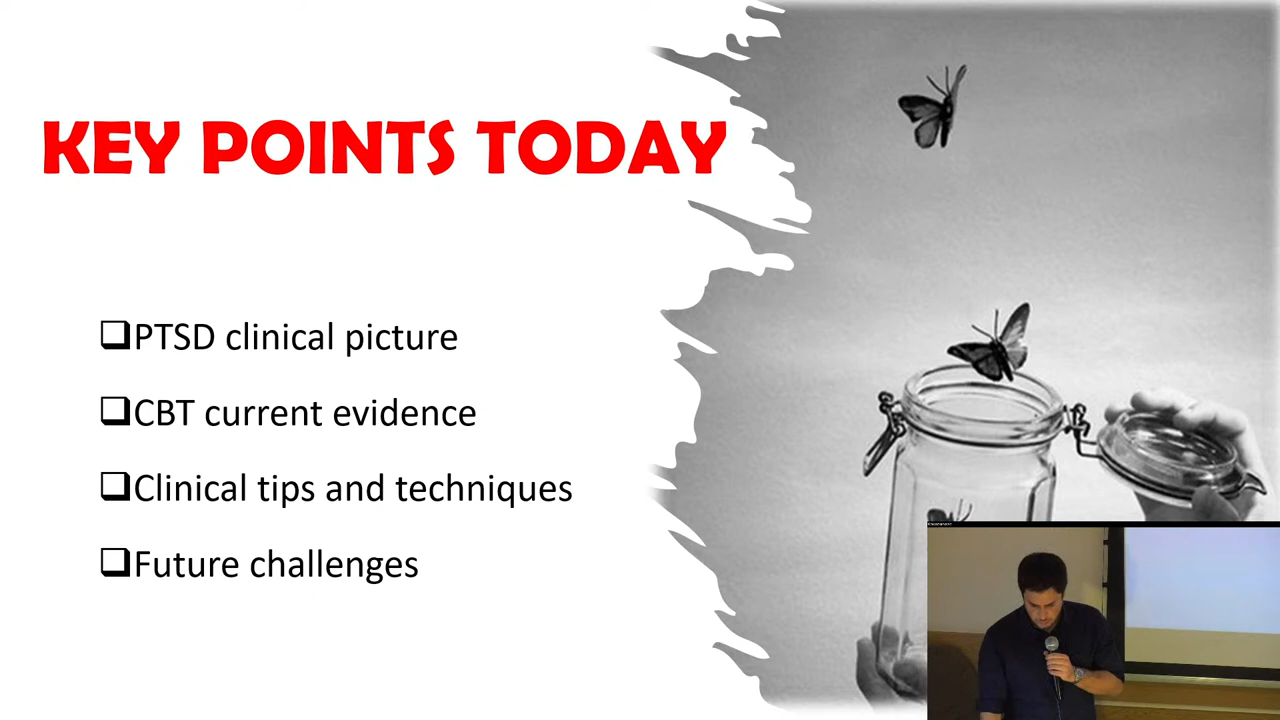 KEY POINTS TODAY
❑PTSD clinical picture
❑CBT current evidence
❑Clinical tips and techniques
❑Future challenges